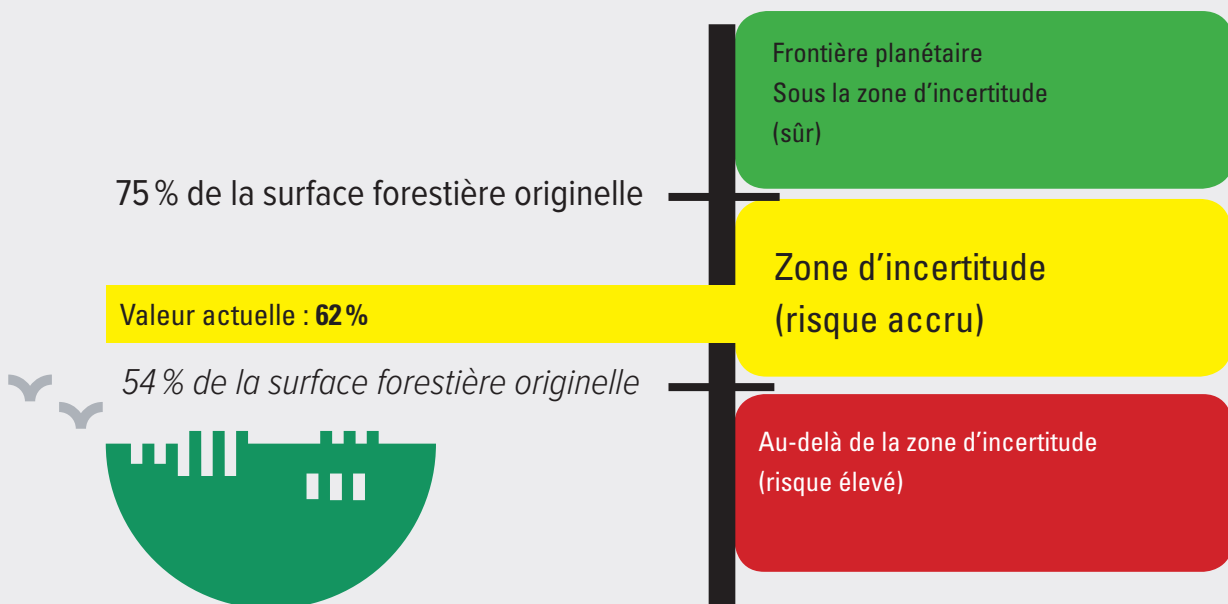 Frontière planétaire
Sous la zone d'incertitude
(sûr)
75 % de la surface forestière originelle
Zone d'incertitude
(risque accru)
Valeur actuelle : 62 %
54 % de la surface forestière originelle
Au-delà de la zone d'incertitude
(risque élevé)